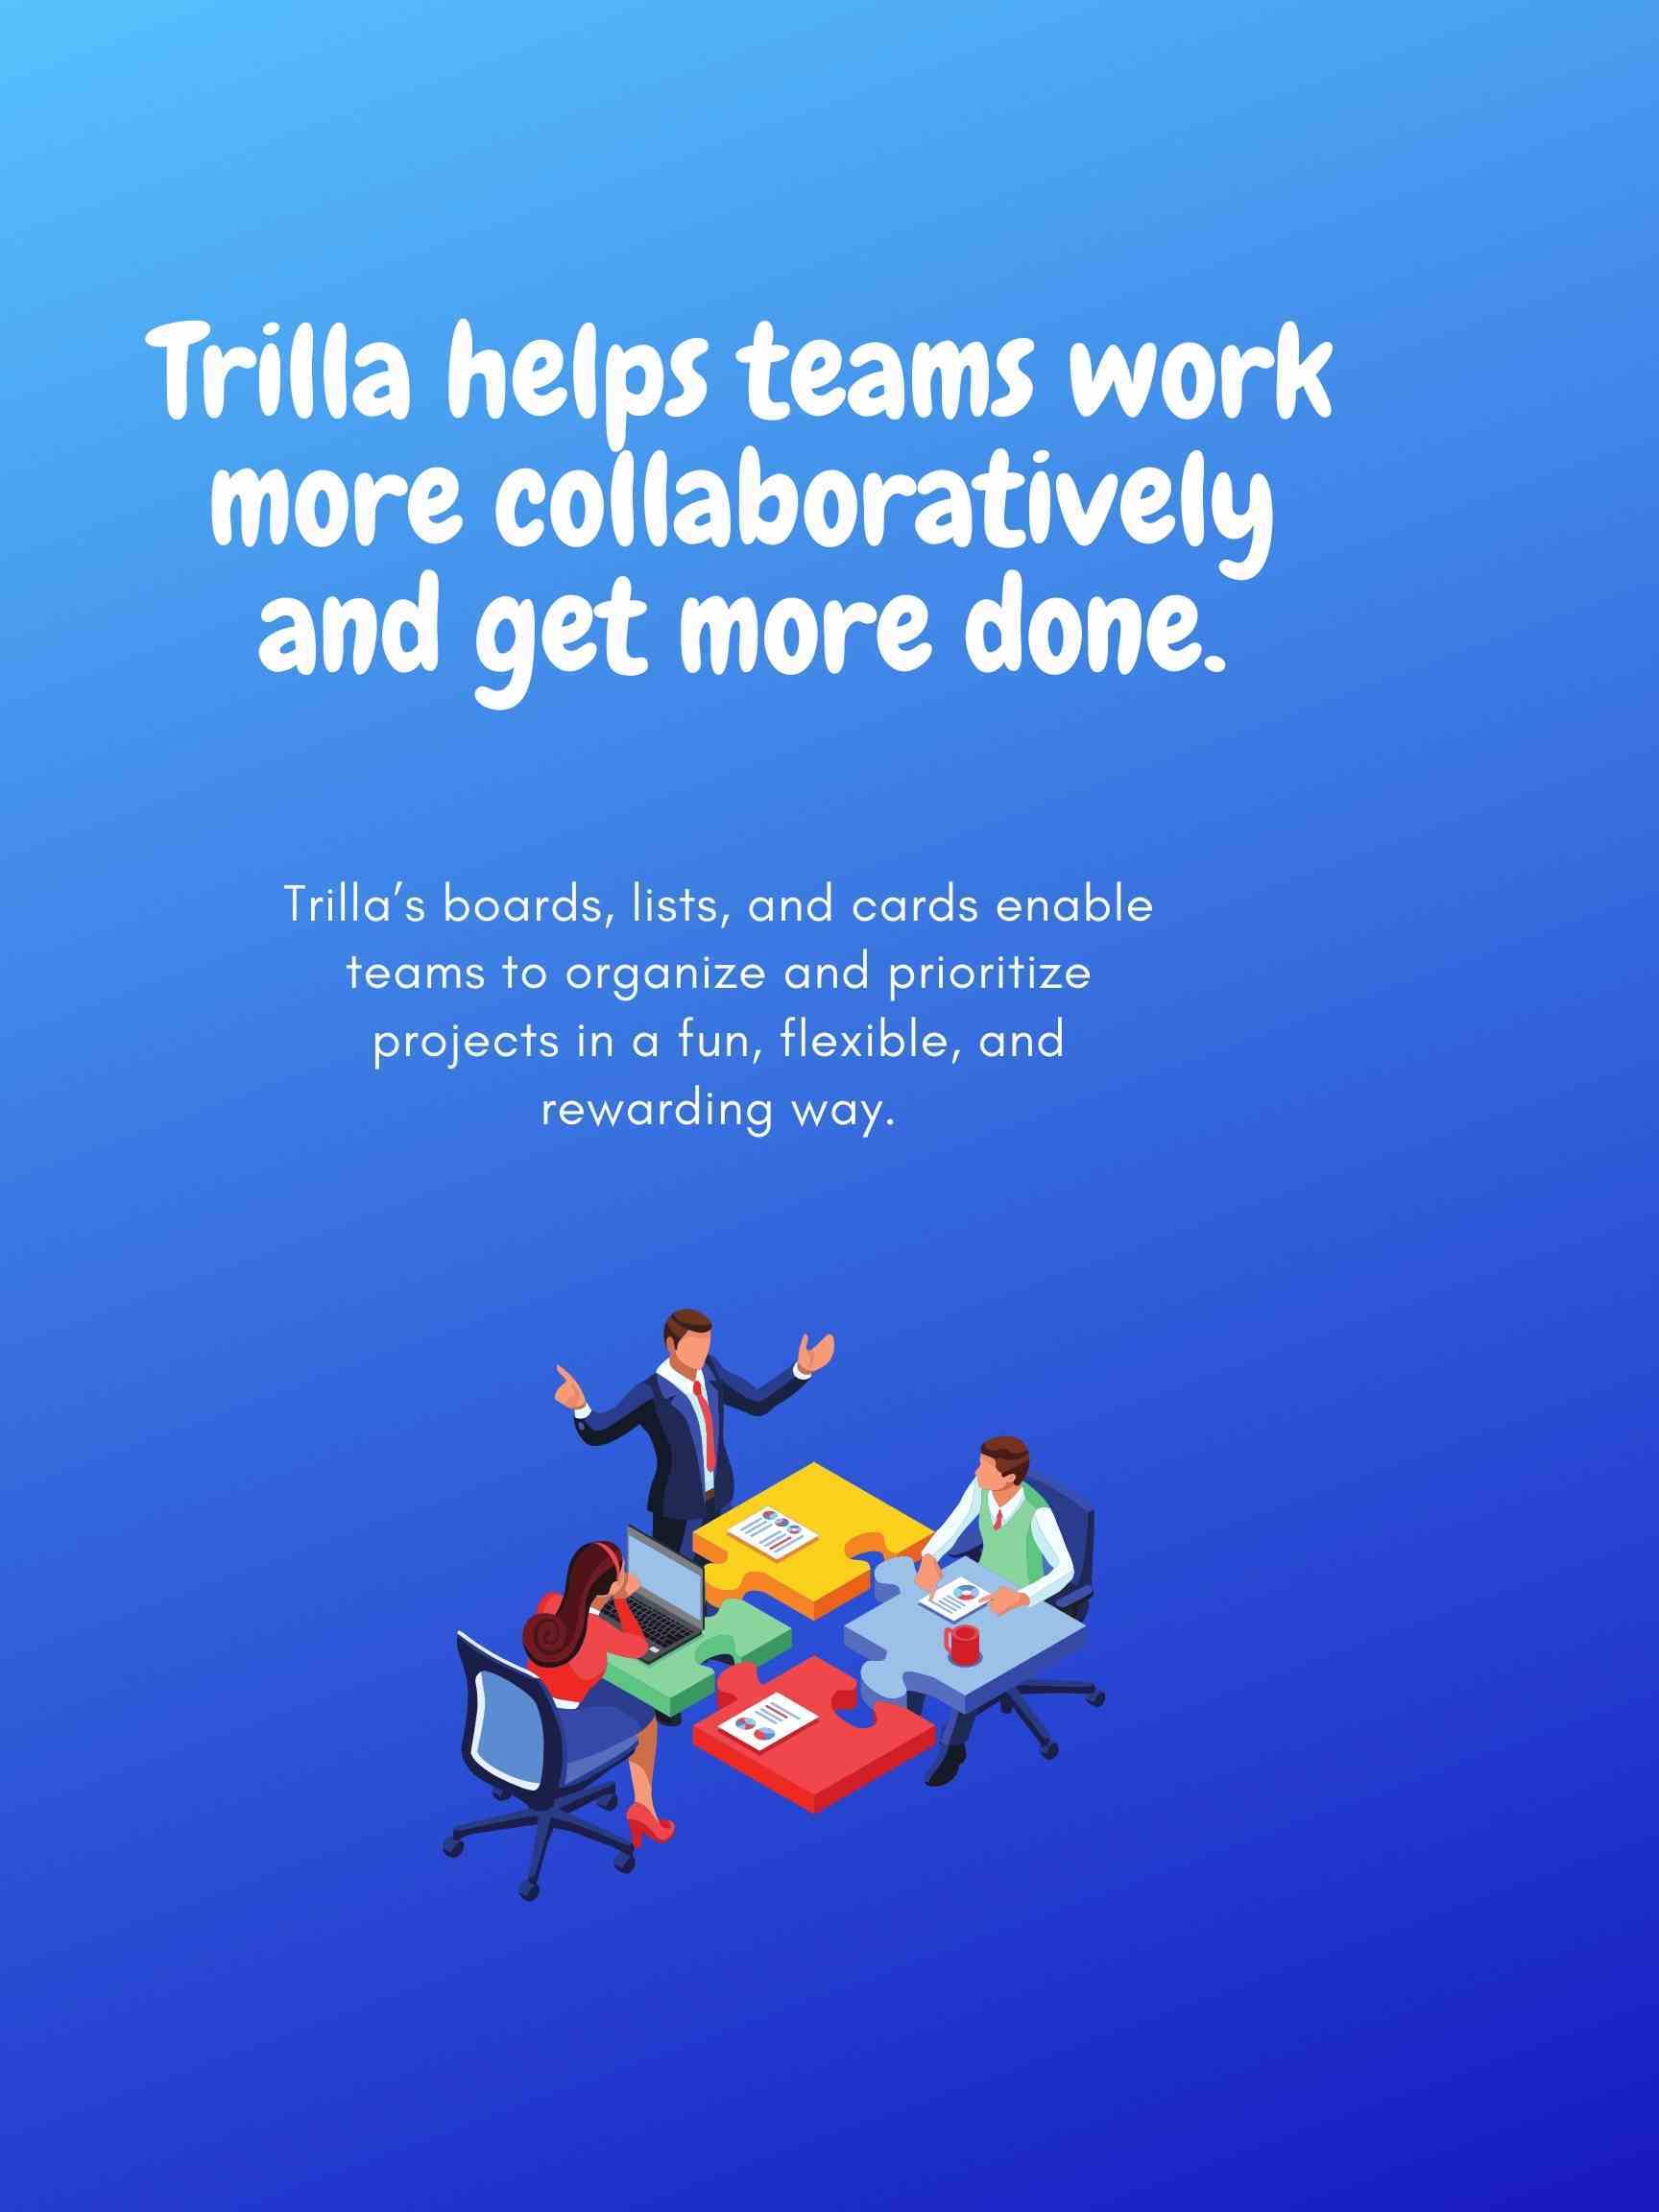 Trilla helps teams work
more collaboratively
and get more done.
Trilla’s boards, lists, and cards enable
teams to organize and prioritize
projects in a fun, flexible, and
rewarding way.